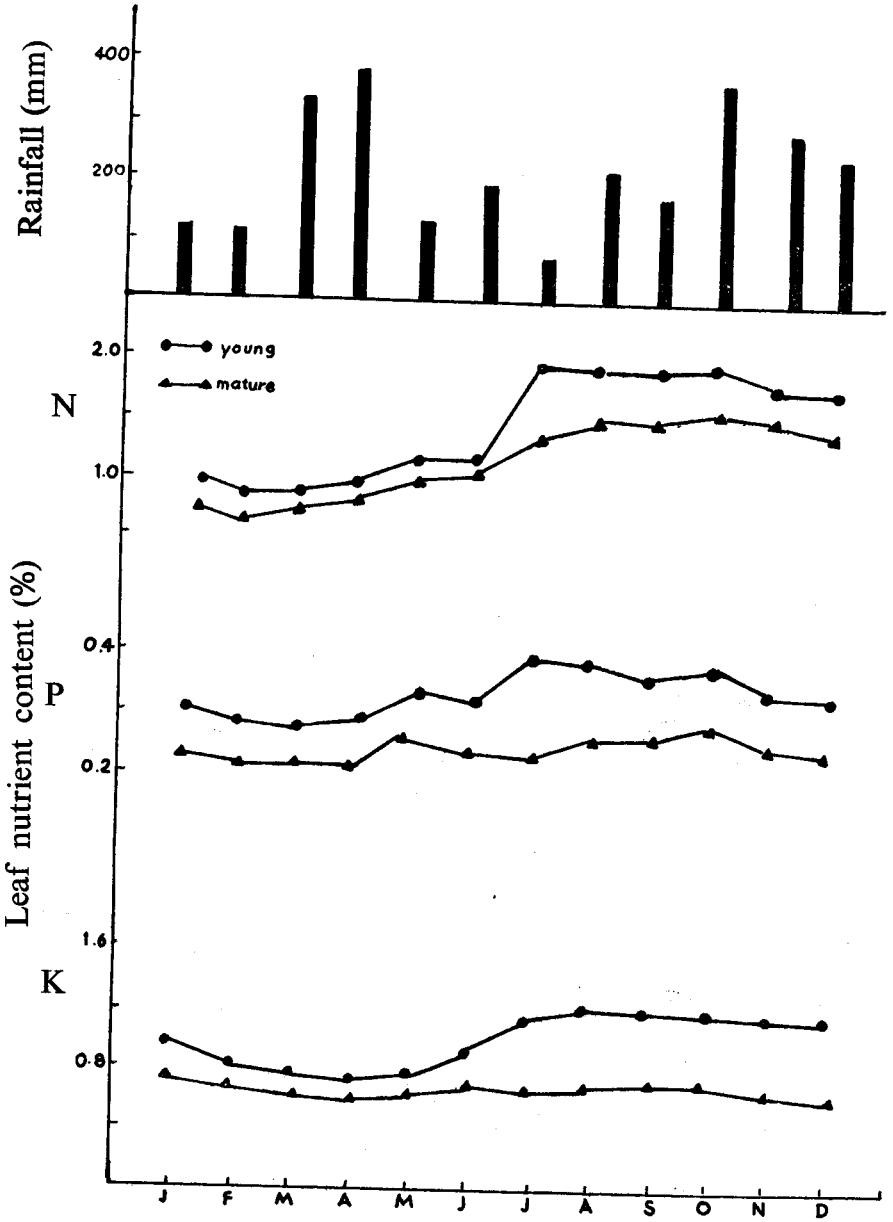 Rainfall (mm)
400
200
young
mature
N
2.0
1.0
Leaf nutrient content (%)
P
0.4
0.2
K
1.6
0.8
J F M A M J J A S O N D